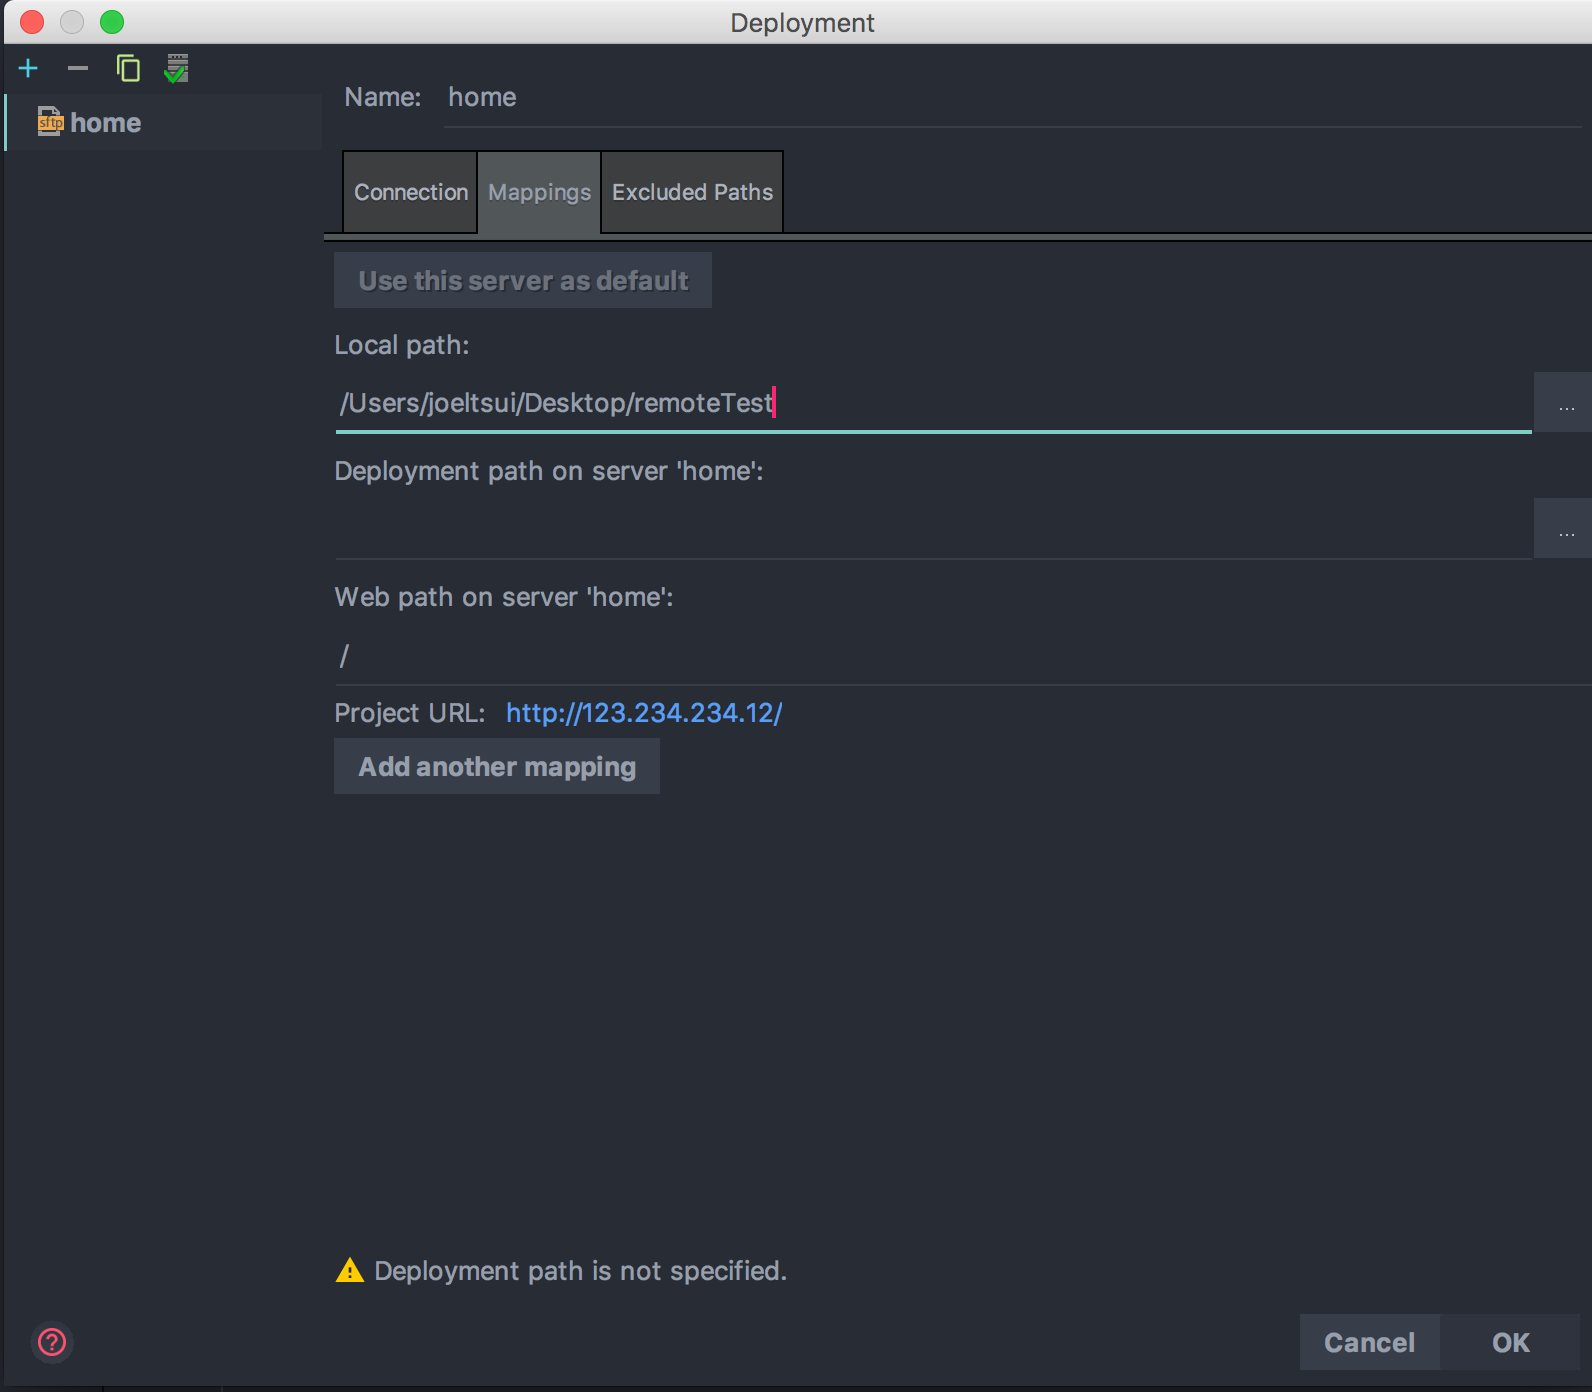 Deployment
sftp home
Name: home
Connection Mappings Excluded Paths
Use this server as default
Local path:
/Users/joeltsui/Desktop/remoteTest
...
Deployment path on server 'home':
...
Web path on server 'home':
/
Project URL: http://123.234.234.12/
Add another mapping
Deployment path is not specified.
?
Cancel OK